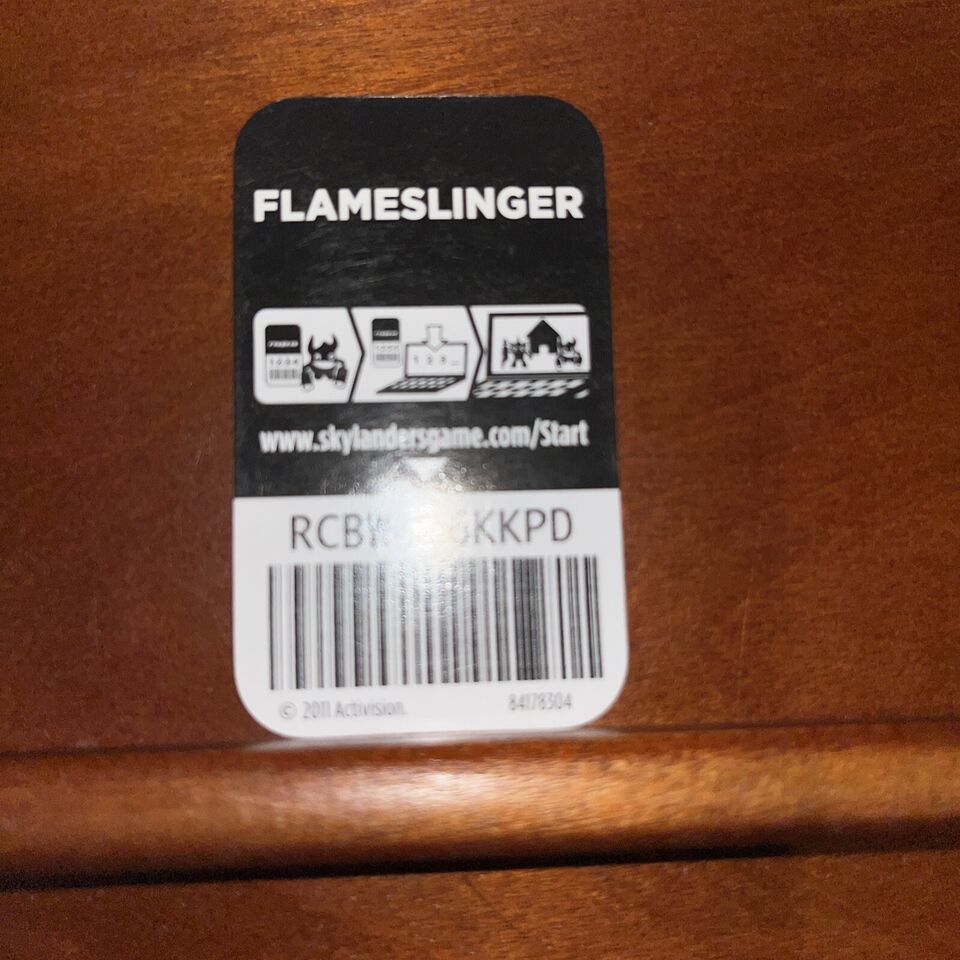 FLAMESLINGER
www.skylandersgame.com/Start
© 2011 Activision.
84178304